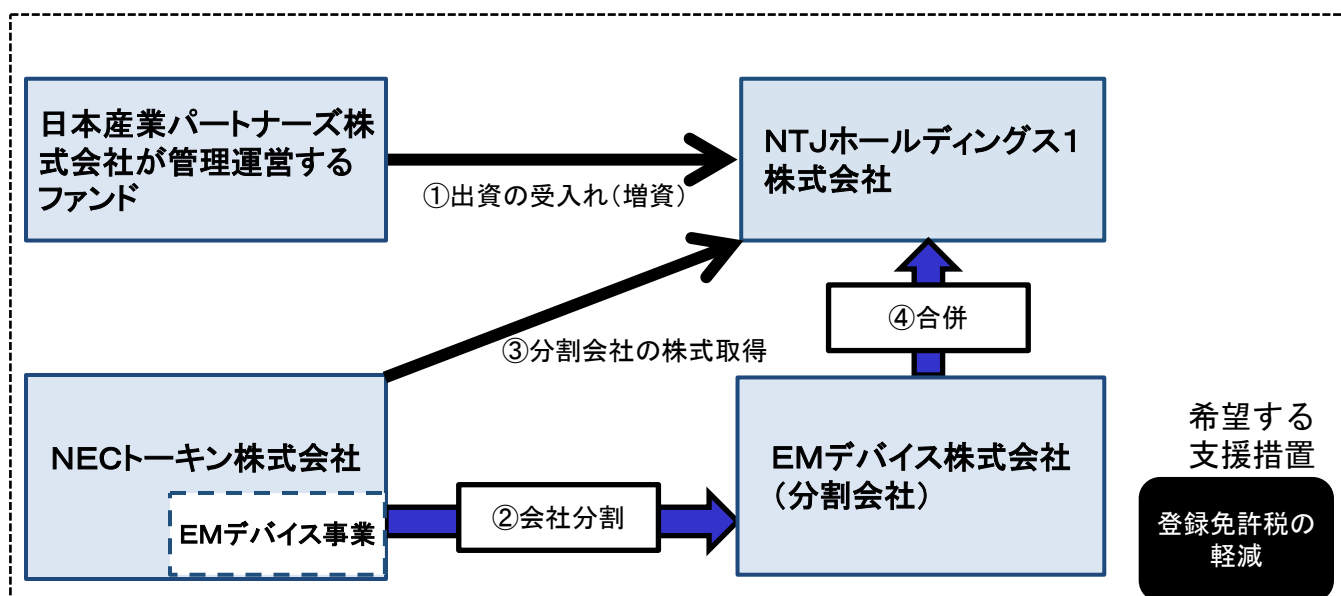 日本産業パートナーズ株
式会社が管理運営する
ファンド
NTJホールディングス1
株式会社
①出資の受入れ（増資）
④合併
③分割会社の株式取得
NECトーキン株式会社
EMデバイス事業
②会社分割
EMデバイス株式会社
（分割会社）
希望する
支援措置
登録免許税の
軽減